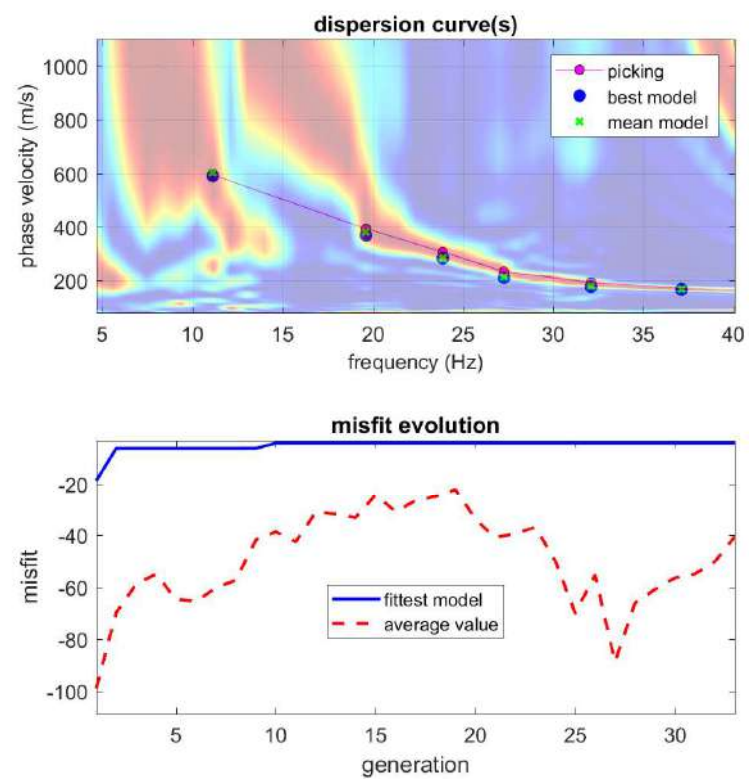 dispersion curve(s)
phase velocity (m/s)
1000
800
600
400
200
picking
best model
mean model
5 10 15 20 25 30 35 40
frequency (Hz)
misfit evolution
misfit
-20
-40
-60
-80
-100
fittest model
average value
5 10 15 20 25 30
generation